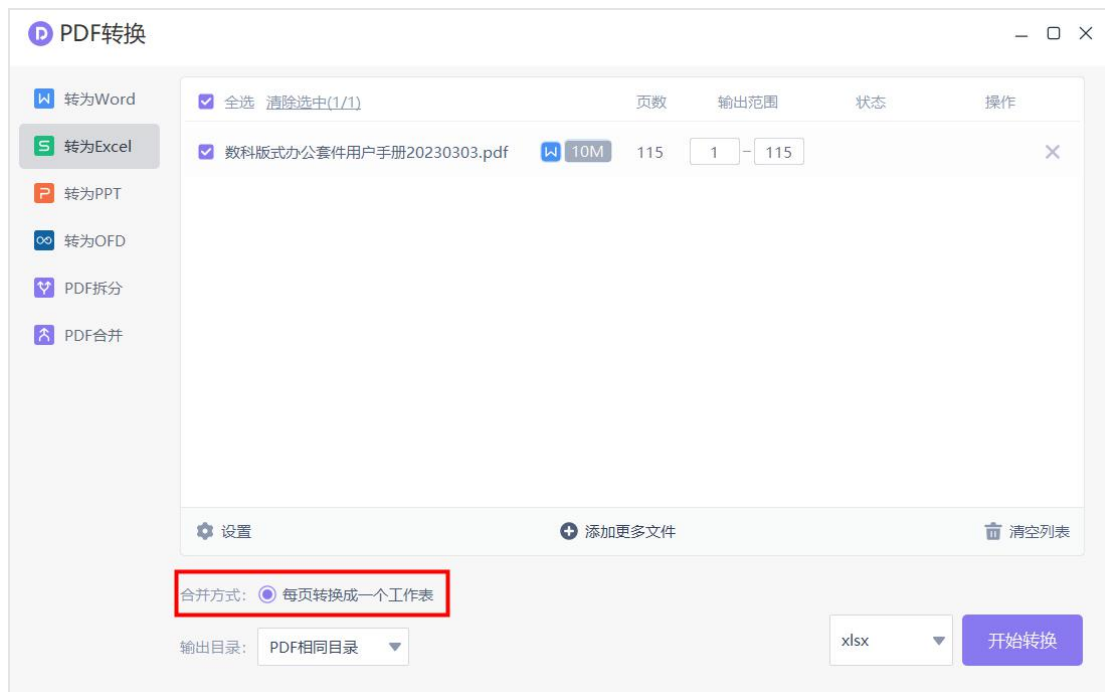 PDF转换
转为Word
转为Excel
转为PPT
转为OFD
PDF拆分
PDF合并
全选 清除选中(1/1) 页数 输出范围 状态 操作
数科版式办公套件用户手册20230303.pdf 10M 115 1 - 115
设置 添加更多文件 清空列表
合并方式: 每页转换成一个工作表
输出目录: PDF相同目录 xlsx 开始转换